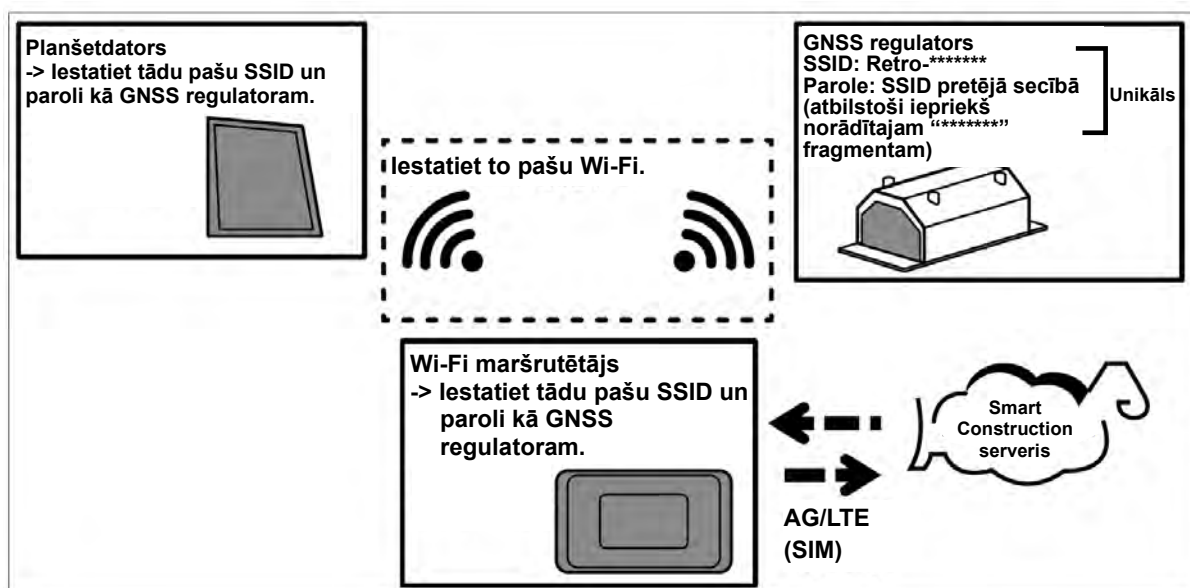 Planšetdators
-> Iestatiet tādu pašu SSID un
paroli kā GNSS regulatoram.
GNSS regulators
SSID: Retro-*******
Parole: SSID pretējā secībā
(atbilstoši iepriekš
norādītajam “*******”
fragmentam)
Unikāls
Iestatiet to pašu Wi-Fi.
Wi-Fi maršrutētājs
-> Iestatiet tādu pašu SSID un
paroli kā GNSS
regulatoram.
Smart
Construction
serveris
AG/LTE
(SIM)